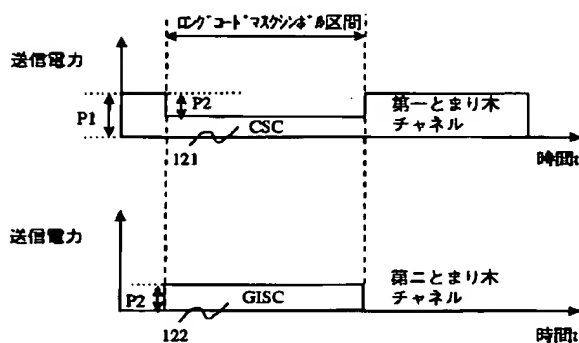 ロングコードマスクシンボル区間
送信電力
P1
P2
CSC
第一とまり木
チャネル
121
時間t
送信電力
P2
GISC
第二とまり木
チャネル
122
時間t